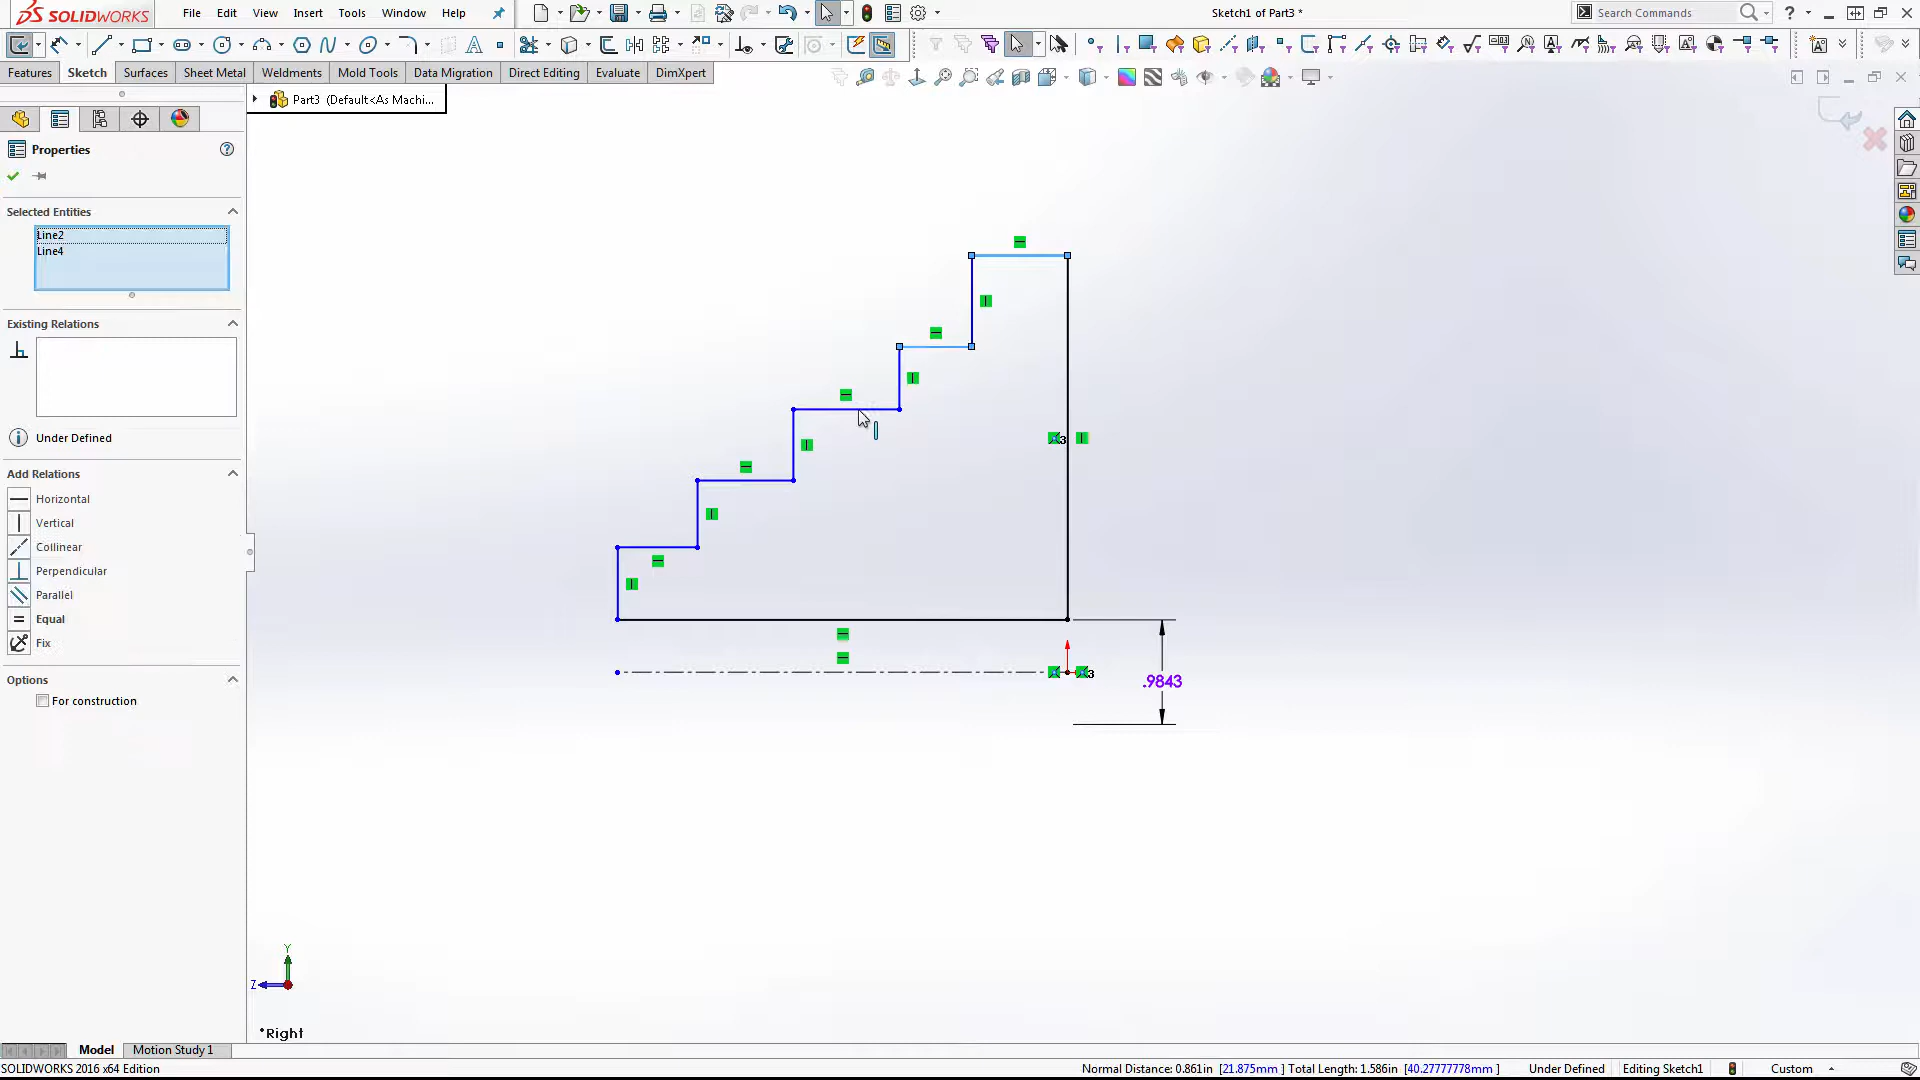 SOLIDWORKS
File Edit View Insert Tools Window Help
Sketch1 of Part3 *
Search Commands
Features Sketch Surfaces Sheet Metal Weldments Mold Tools Data Migration Direct Editing Evaluate DimXpert
Part3 (Default<As Machi...
Properties
Selected Entities
Line2
Line4
Existing Relations
Under Defined
Add Relations
Horizontal
Vertical
Collinear
Perpendicular
Parallel
Equal
Fix
Options
For construction
3
3
.9843
Y
Z
*Right
Model Motion Study 1
SOLIDWORKS 2016 x64 Edition
Normal Distance: 0.861in [21.875mm ] Total Length: 1.586in [40.27777778mm ] Under Defined Editing Sketch1 Custom